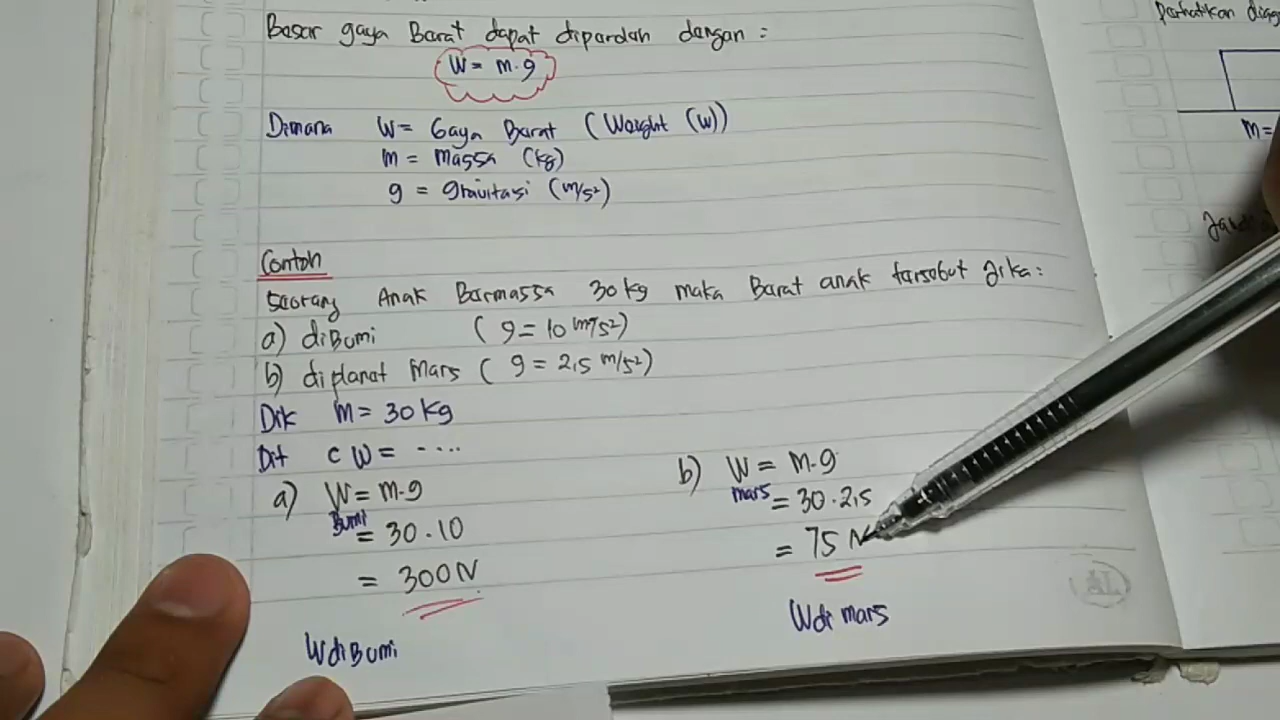 Besar gaya Berat dapat diperoleh dengan :
W = m.g
Dimana W = Gaya Berat (Weight (w))
m = massa (kg)
g = gravitasi (m/s²)
Contoh
Seorang Anak Bermassa 30 kg maka Berat anak tersebut jika :
a) diBumi (g = 10 m/s²)
b) diplanet Mars (g = 2,5 m/s²)
Dik m = 30 kg
Dit : W = ....
a) W Bumi = m.g
= 30 . 10
= 300 N
W di Bumi
b) W mars = m.g
= 30 . 2,5
= 75 N
W di mars
Perhatikan
m =